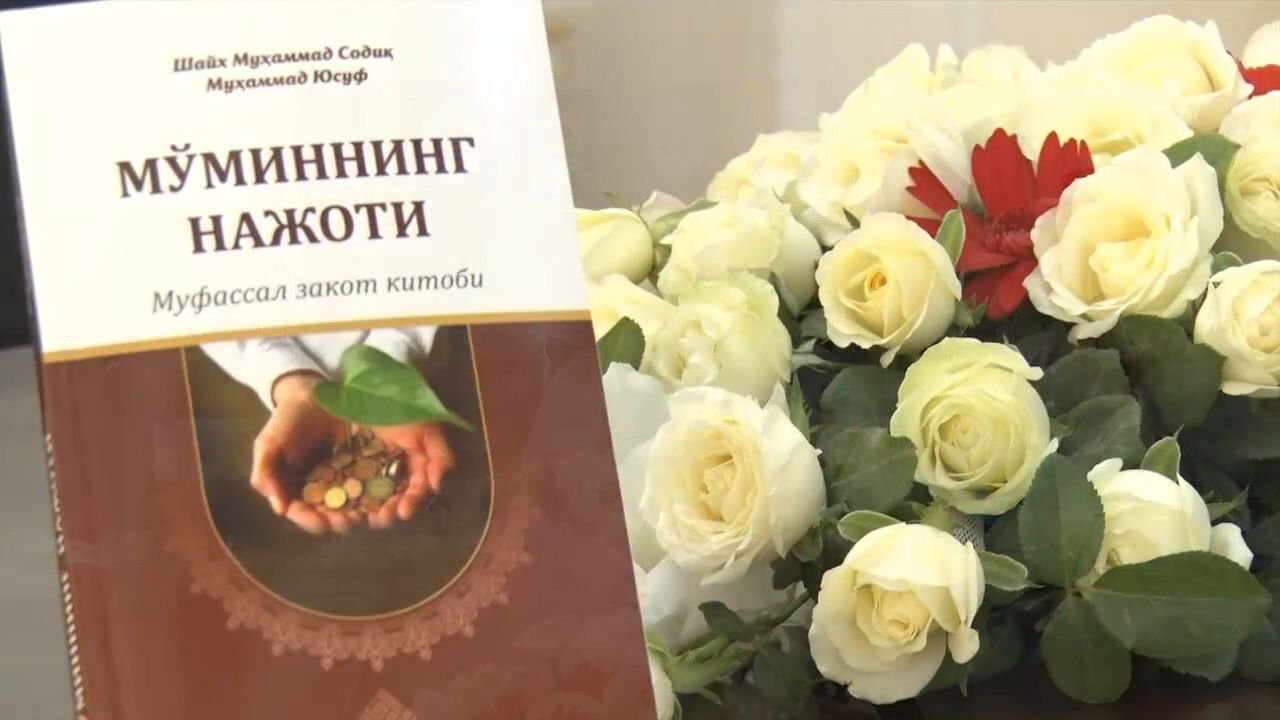 Шайх Муҳаммад Содиқ
Муҳаммад Юсуф
МЎМИННИНГ
НАЖОТИ
Муфассал закот китоби